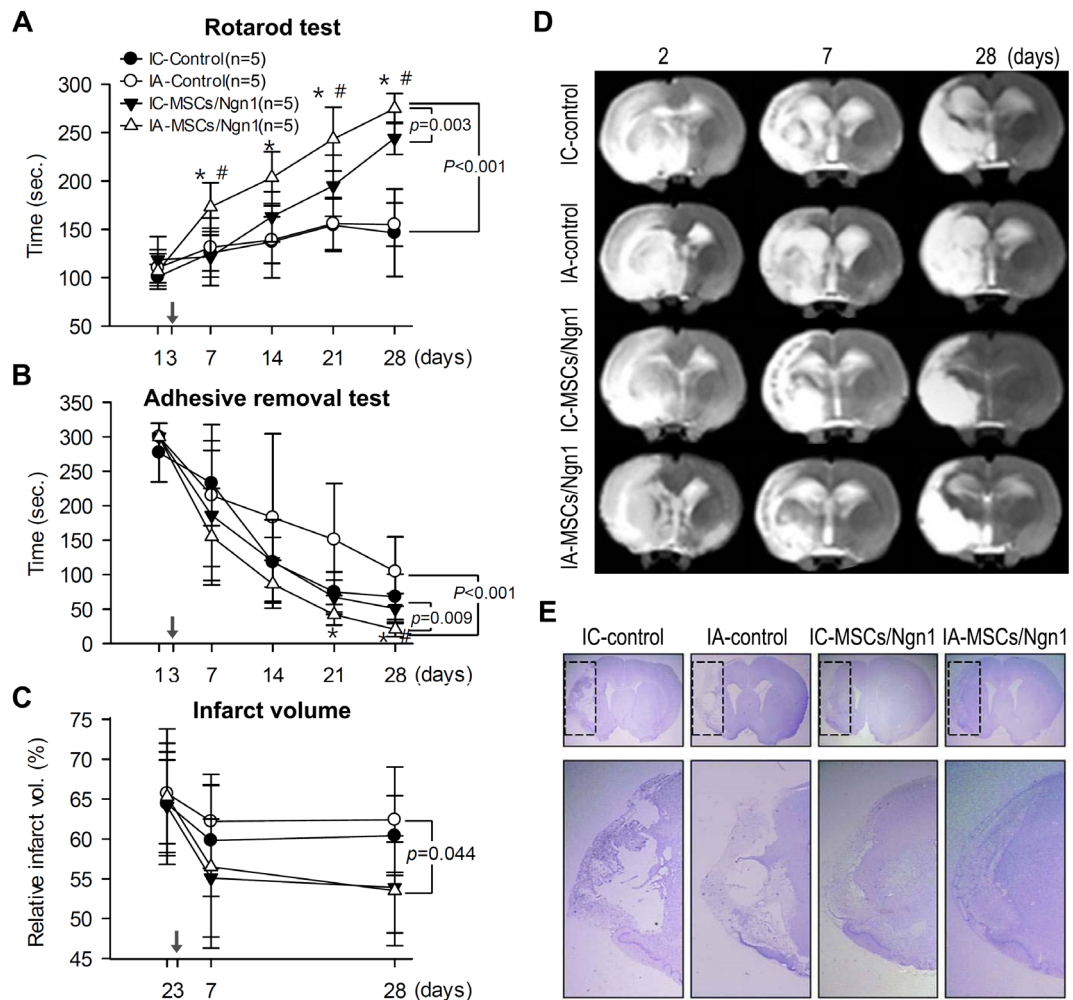 A
Rotarod test
IC-Control(n=5)
IA-Control(n=5)
IC-MSCs/Ngn1(n=5)
IA-MSCs/Ngn1(n=5)
Time (sec.)
300
250
200
150
100
50
* #
*
* #
* #
p=0.003
P<0.001
13 7 14 21 28 (days)
B
Adhesive removal test
Time (sec.)
350
300
250
200
150
100
50
0
P<0.001
p=0.009
*
* #
13 7 14 21 28 (days)
C
Infarct volume
Relative infarct vol. (%)
75
70
65
60
55
50
45
p=0.044
23 7 28 (days)
D
2 7 28 (days)
IC-control
IA-control
IC-MSCs/Ngn1
IA-MSCs/Ngn1
E
IC-control IA-control IC-MSCs/Ngn1 IA-MSCs/Ngn1